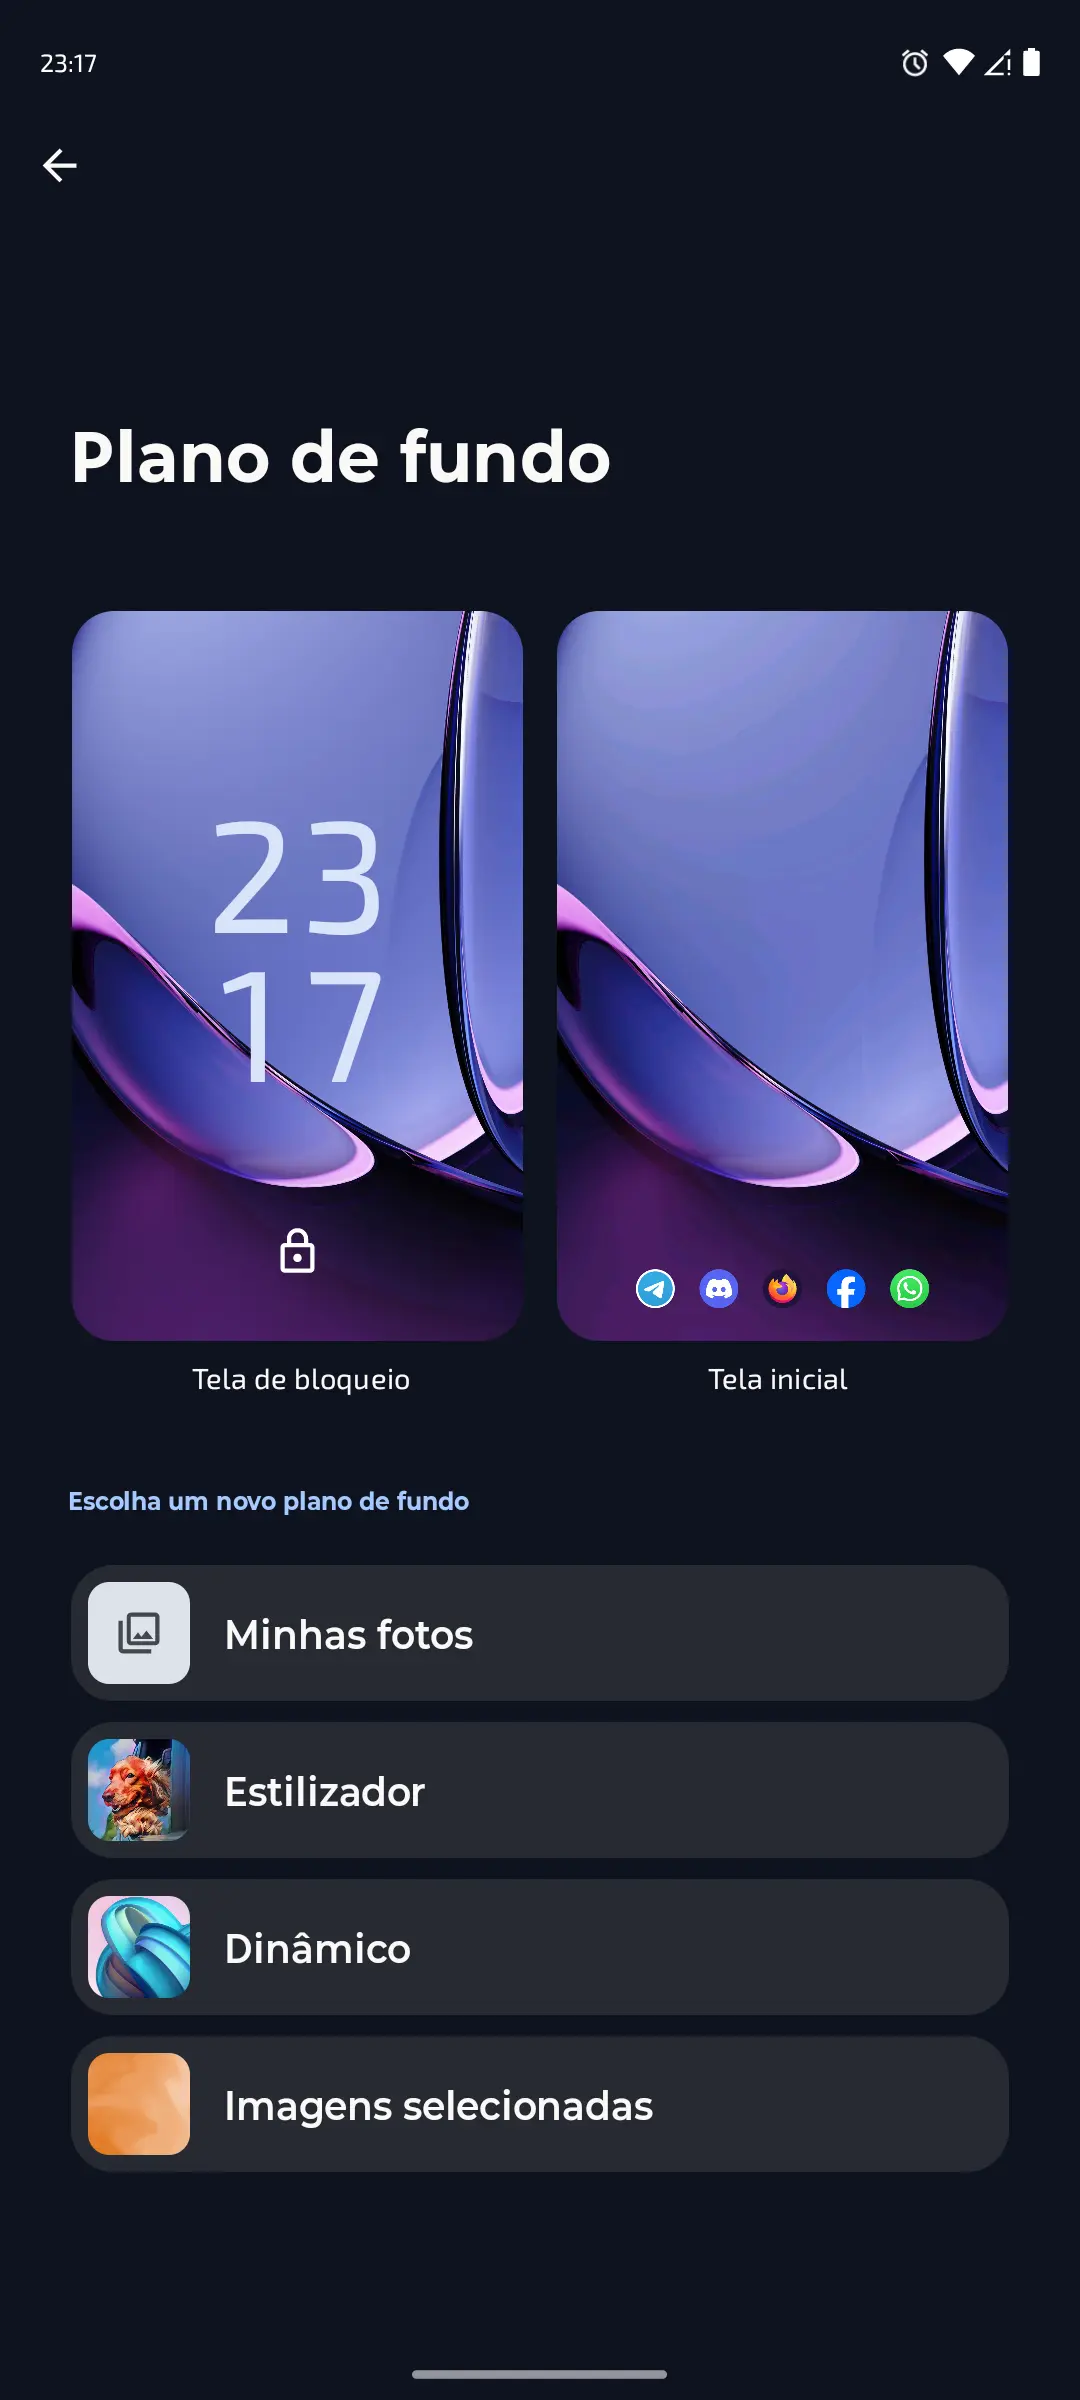 23:17
Plano de fundo
23
17
Tela de bloqueio
Tela inicial
Escolha um novo plano de fundo
Minhas fotos
Estilizador
Dinâmico
Imagens selecionadas